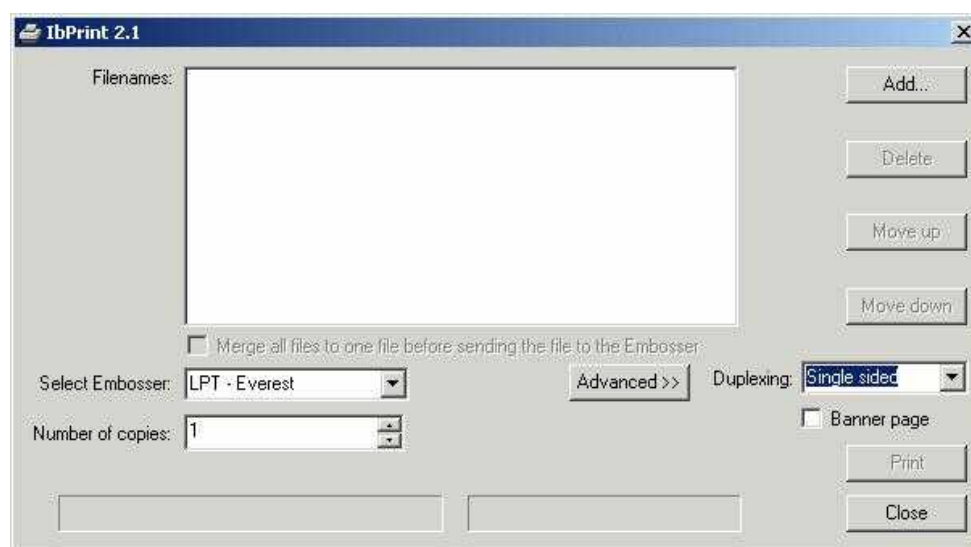 IbPrint 2.1
Filenames:
Add...
Delete
Move up
Move down
Merge all files to one file before sending the file to the Embosser
Select Embosser: LPT - Everest Advanced >> Duplexing: Single sided
Banner page
Number of copies: 1
Print
Close